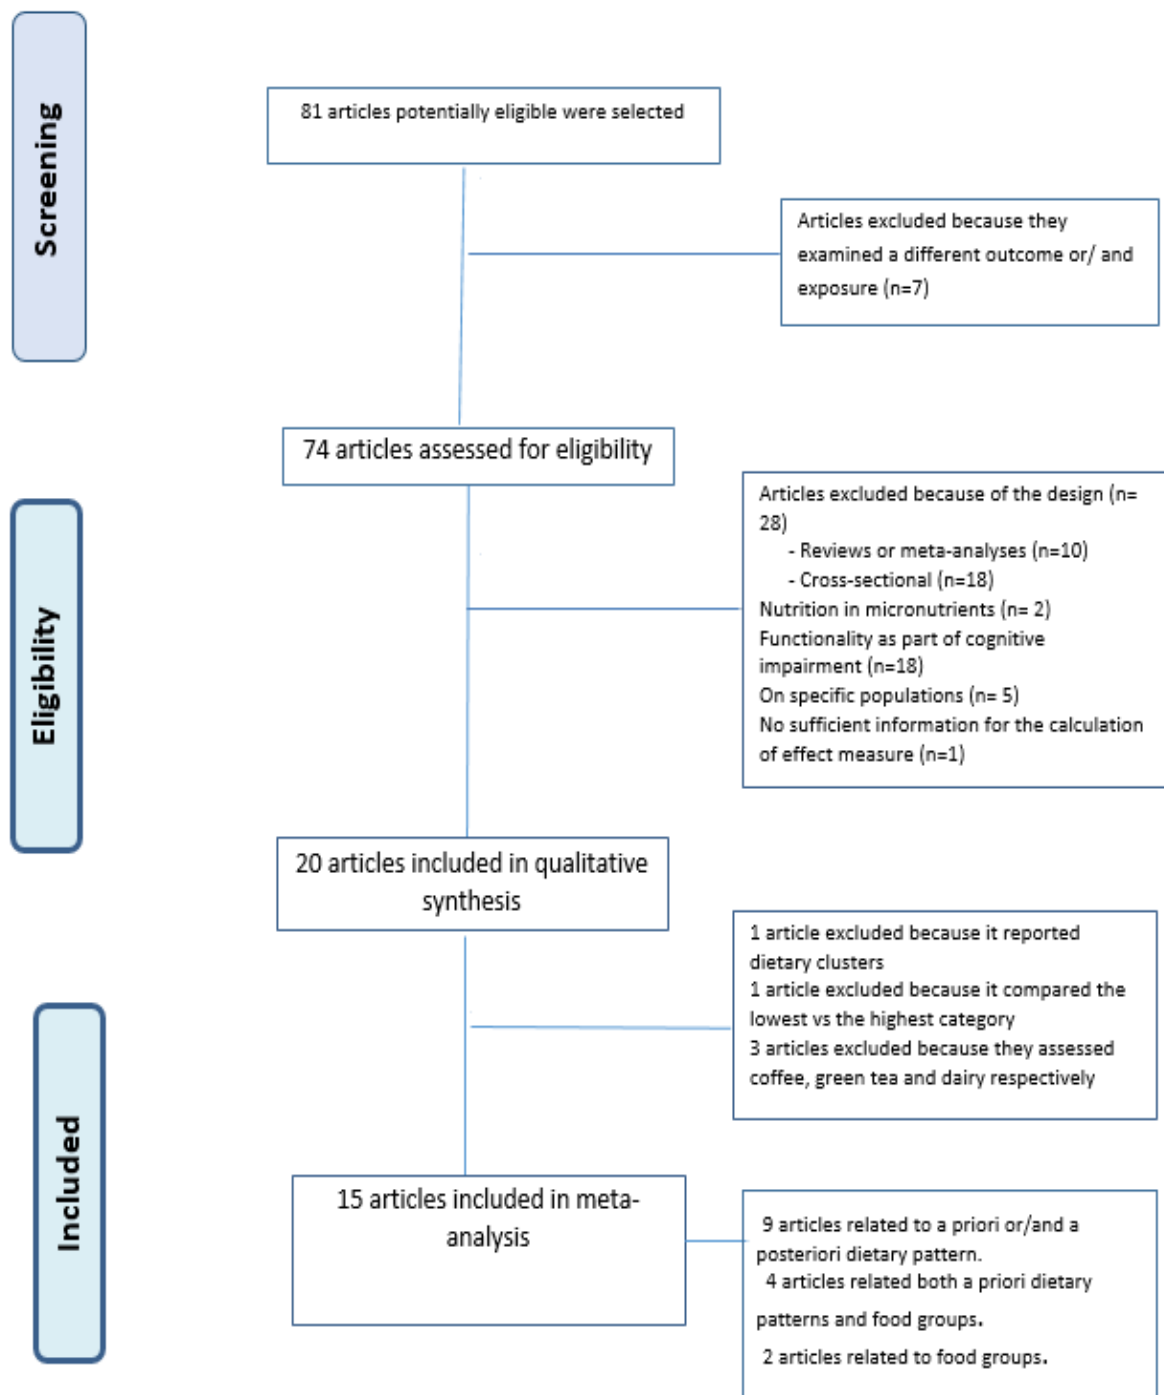 Screening
81 articles potentially eligible were selected
Articles excluded because they
examined a different outcome or/ and
exposure (n=7)
74 articles assessed for eligibility
Eligibility
Articles excluded because of the design (n=
28)
- Reviews or meta-analyses (n=10)
- Cross-sectional (n=18)
Nutrition in micronutrients (n= 2)
Functionality as part of cognitive
impairment (n=18)
On specific populations (n= 5)
No sufficient information for the calculation
of effect measure (n=1)
20 articles included in qualitative
synthesis
1 article excluded because it reported
dietary clusters
1 article excluded because it compared the
lowest vs the highest category
3 articles excluded because they assessed
coffee, green tea and dairy respectively
Included
15 articles included in meta-
analysis
9 articles related to a priori or/and a
posteriori dietary pattern.
4 articles related both a priori dietary
patterns and food groups.
2 articles related to food groups.